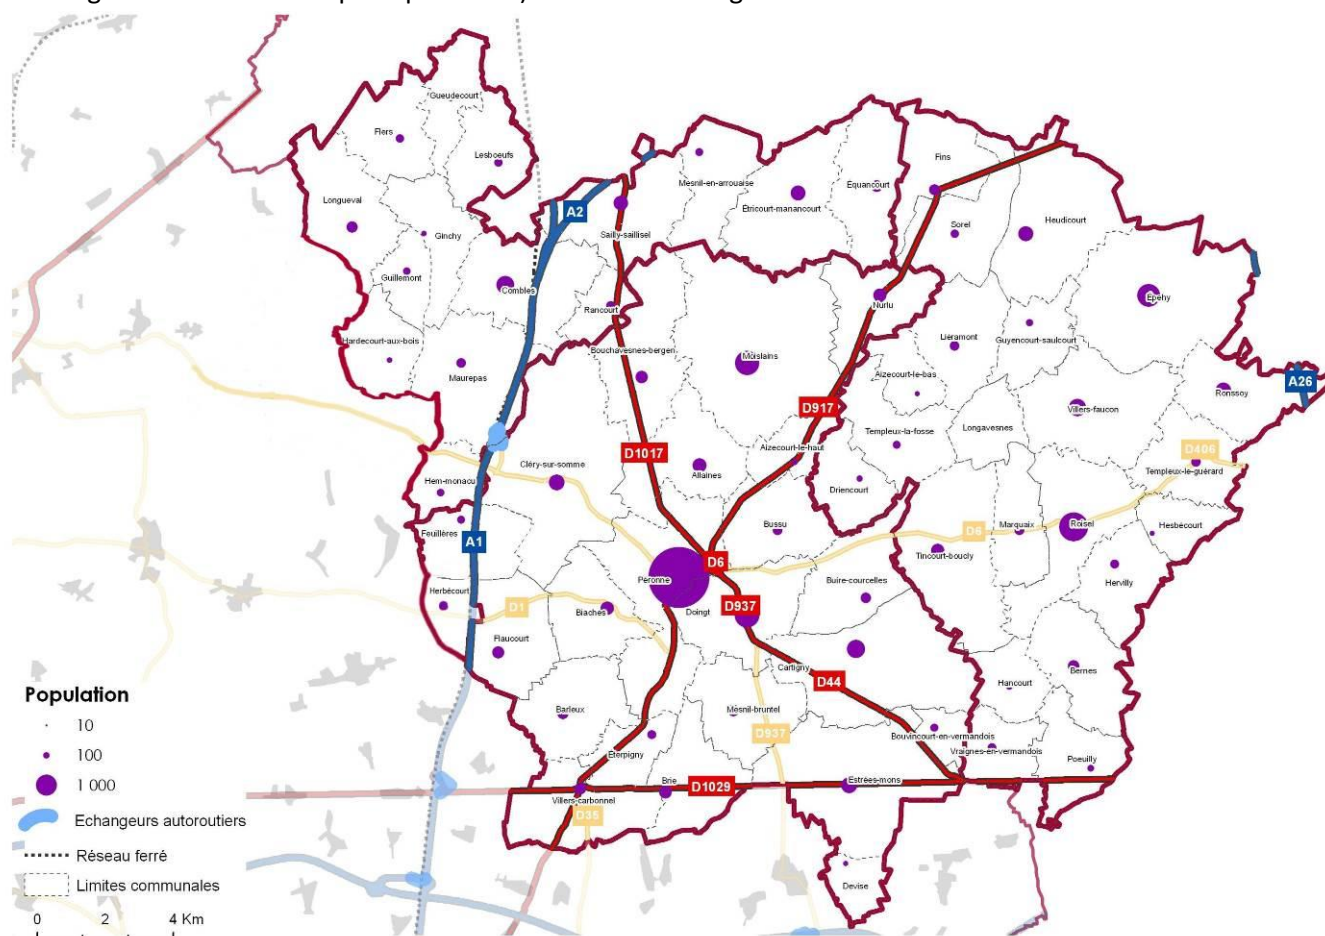 Gueudecourt
Flers
Lesboeufs
Fins
Mesnil-en-arrouaise
Equancourt
Longueval
A2
Étricourt-manancourt
Heudicourt
Sorel
Ginchy
Sailly-saillisel
Guillemont
Combles
Epehy
Rancourt
Nurlu
Hardecourt-aux-bois
Lieramont
Guyencourt-saulcourt
Bouchavesnes-bergen
Moislains
Maurepas
Aizecourt-le-bas
A26
Ronssoy
D917
Villers-faucon
Templeux-la-fosse
Longavesnes
Aizecourt-le-haut
D406
D1017
Cléry-sur-somme
Templeux-le-guérard
Allaines
Hem-monacu
Driencourt
Bussu
Marquaix
Roisel
Hesbécourt
Feuillères
A1
D6
Tincourt-boucly
D6
Peronne
Buire-courcelles
Hervilly
Herbécourt
D1
Biaches
Doingt
D937
Flaucourt
Cartigny
D44
Bernes
Hancourt
Population
Barleux
Mesnil-bruntel
10
D937
Bouvincourt-en-vermandois
Vraignes-en-vermandois
100
Eterpigny
Poeuilly
1 000
Brie
D1029
Estrées-mons
Villers-carbonnel
D35
Echangeurs autoroutiers
Réseau ferré
Limites communales
Devise
0 2 4 Km